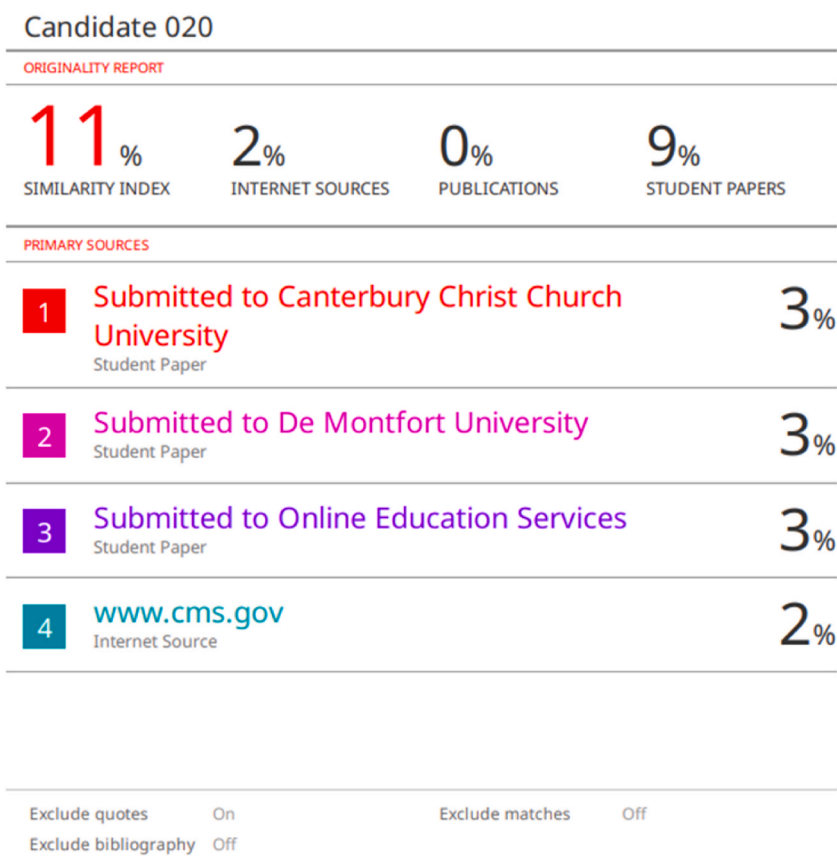 Candidate 020
ORIGINALITY REPORT
11% 2% 0% 9%
SIMILARITY INDEX INTERNET SOURCES PUBLICATIONS STUDENT PAPERS
PRIMARY SOURCES
1 Submitted to Canterbury Christ Church 3%
University
Student Paper
2 Submitted to De Montfort University 3%
Student Paper
3 Submitted to Online Education Services 3%
Student Paper
4 www.cms.gov 2%
Internet Source
Exclude quotes On Exclude matches Off
Exclude bibliography Off